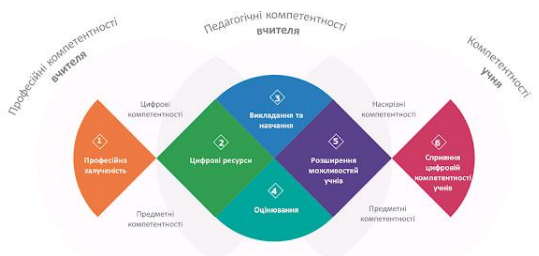 Професійні компетентності
вчителя
Педагогічні компетентності
вчителя
Компетентності
учня
Цифрові
компетентності
Наскрізні
компетентності
1
Професійна
залученість
2
Цифрові ресурси
3
Викладання та
навчання
4
Оцінювання
5
Розширення
можливостей
учнів
6
Сприяння
цифровій
компетентності
учнів
Предметні
компетентності
Предметні
компетентності